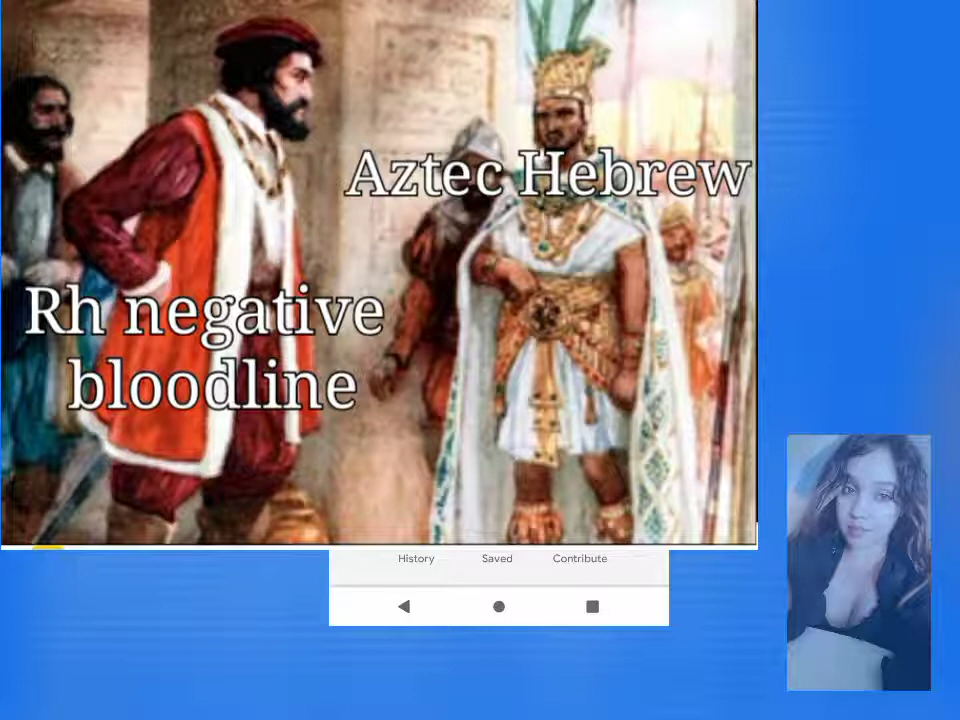 Aztec Hebrew
Rh negative
bloodline
History Saved Contribute